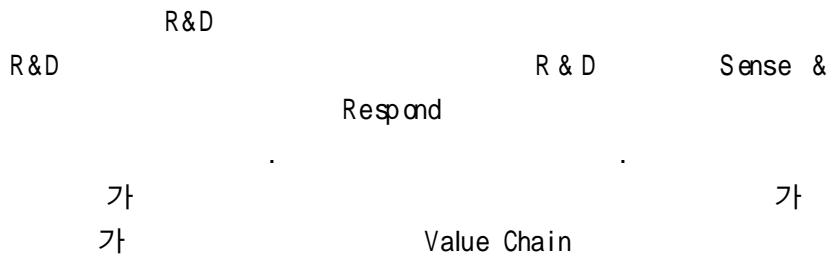 R&D
R&D R & D Sense &
Respond
. .
가 가
가 Value Chain